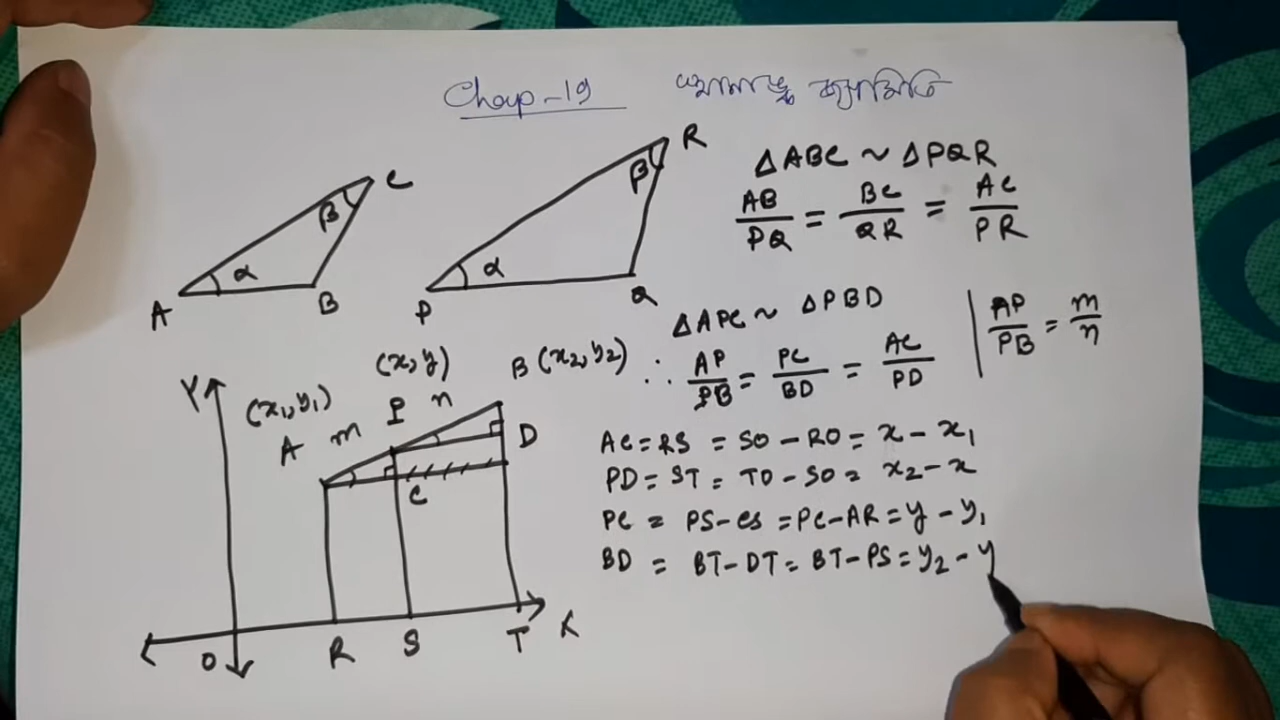 Chap-19 স্থানাঙ্ক জ্যামিতি
C
β
α
A
B
R
β
α
P
Q
ΔABC ~ ΔPQR
AB/PQ = BC/QR = AC/PR
ΔAPC ~ ΔPBD
∴ AP/PB = PC/BD = AC/PD
AP/PB = m/n
AC = RS = SO - RO = x - x₁
PD = ST = TO - SO = x₂ - x
PC = PS - CS = PC - AR = y - y₁
BD = BT - DT = BT - PS = y₂ - y
Y
(x₁, y₁)
(x, y)
B (x₂, y₂)
A m P n
D
C
O R S T X